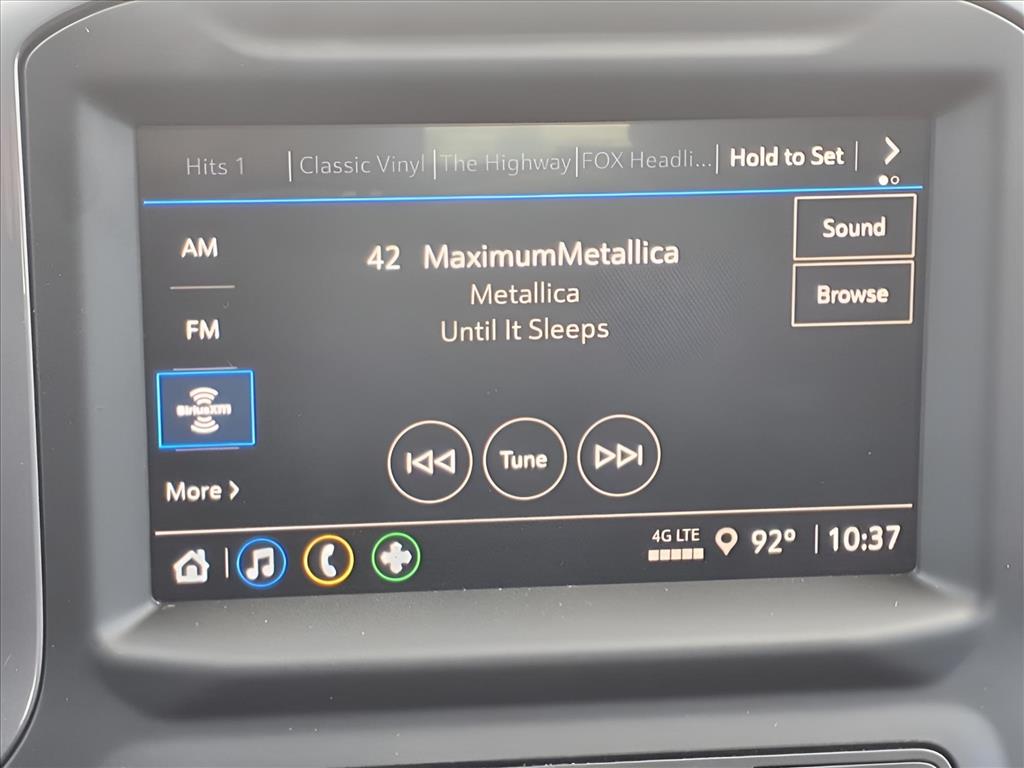 Hits 1 Classic Vinyl The Highway FOX Headli... Hold to Set
Sound
AM
42 MaximumMetallica
Metallica
Browse
FM
Until It Sleeps
SiriusXM
Tune
More
4G LTE 92° 10:37